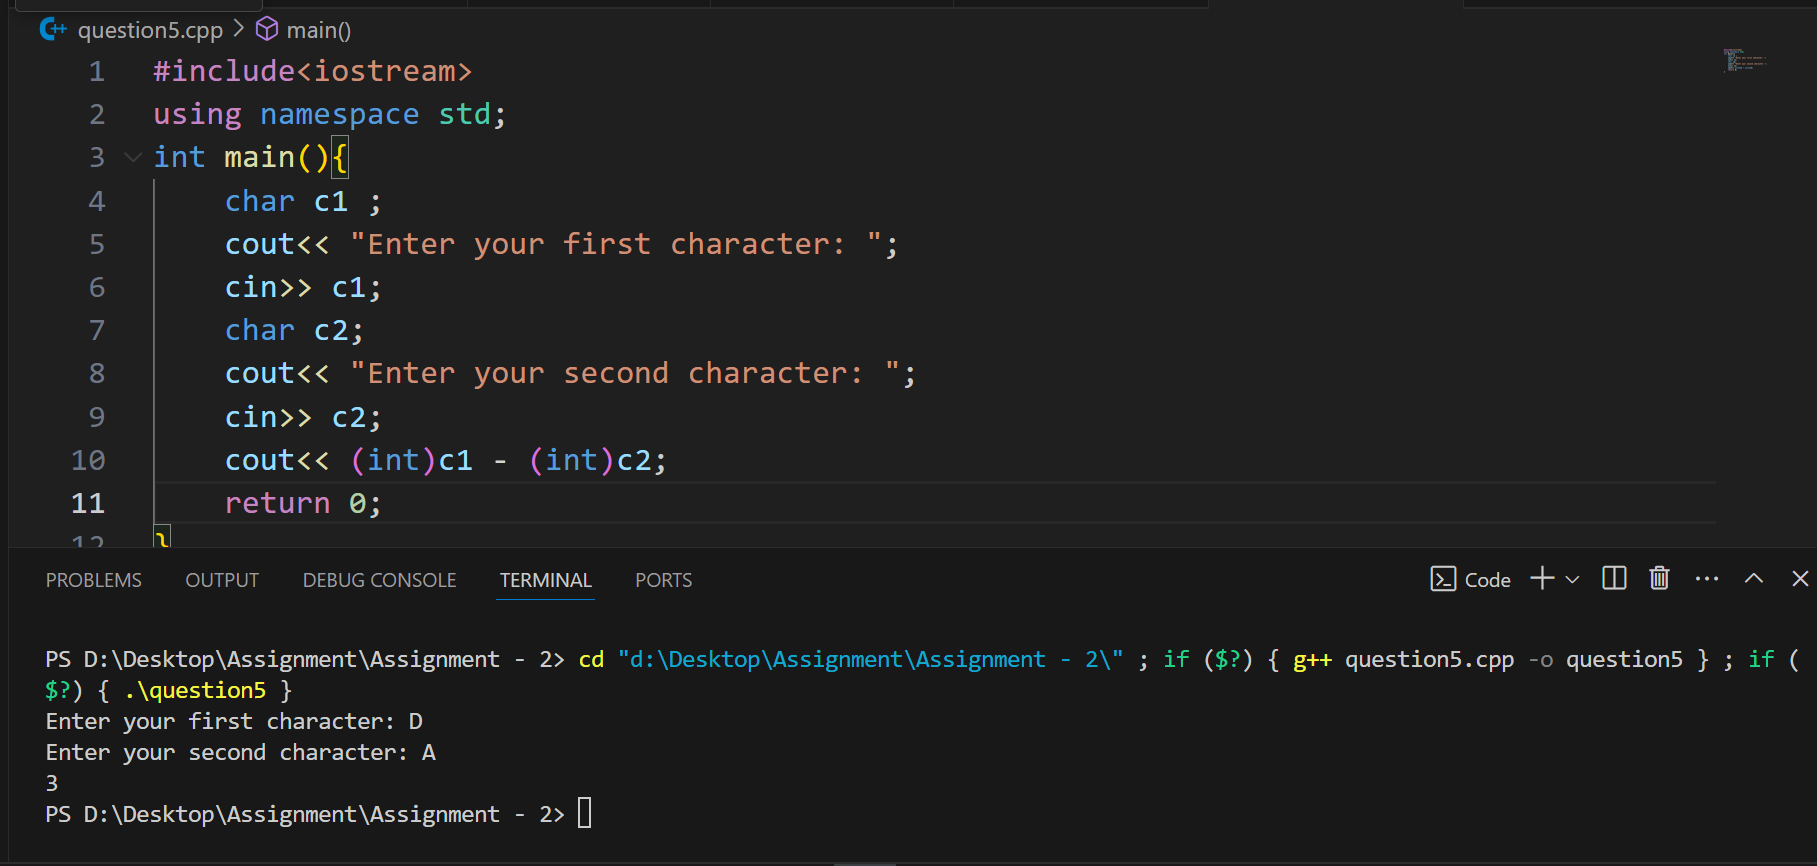 question5.cpp > main()
1 #include<iostream>
2 using namespace std;
3 int main(){
4 char c1 ;
5 cout<< "Enter your first character: ";
6 cin>> c1;
7 char c2;
8 cout<< "Enter your second character: ";
9 cin>> c2;
10 cout<< (int)c1 - (int)c2;
11 return 0;
12 }
PROBLEMS OUTPUT DEBUG CONSOLE TERMINAL PORTS Code
PS D:\Desktop\Assignment\Assignment - 2> cd "d:\Desktop\Assignment\Assignment - 2\" ; if ($?) { g++ question5.cpp -o question5 } ; if (
$?) { .\question5 }
Enter your first character: D
Enter your second character: A
3
PS D:\Desktop\Assignment\Assignment - 2>